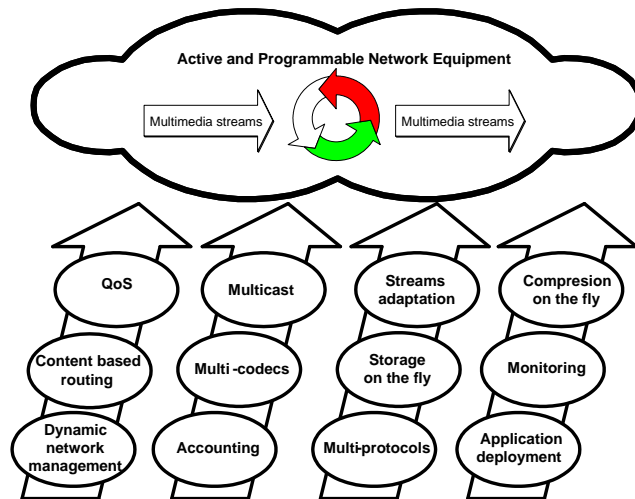 Active and Programmable Network Equipment
Multimedia streams
Multimedia streams
QoS
Multicast
Streams
adaptation
Compresion
on the fly
Content based
routing
Multi-codecs
Storage
on the fly
Monitoring
Dynamic
network
management
Accounting
Multi-protocols
Application
deployment